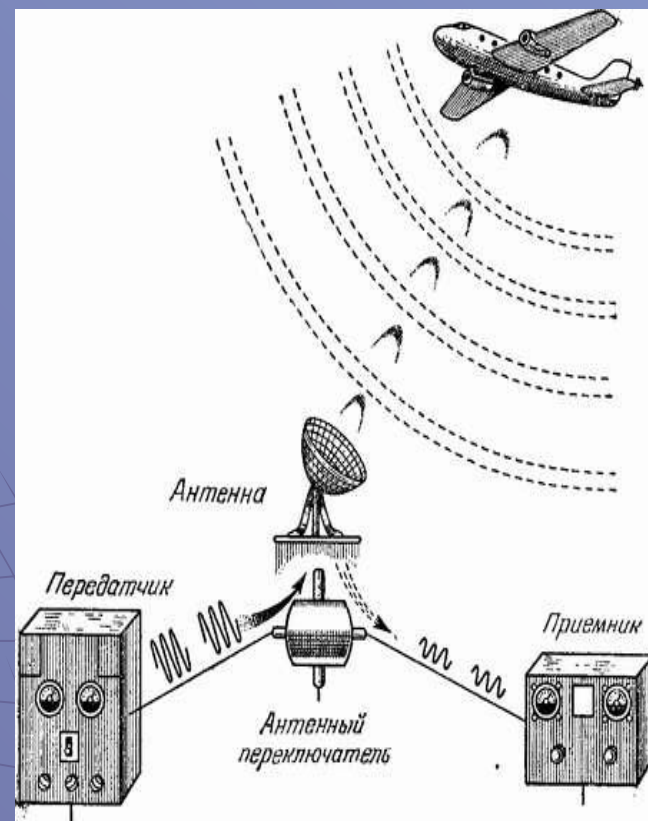 Антенна
Передатчик
Приемник
Антенный
переключатель